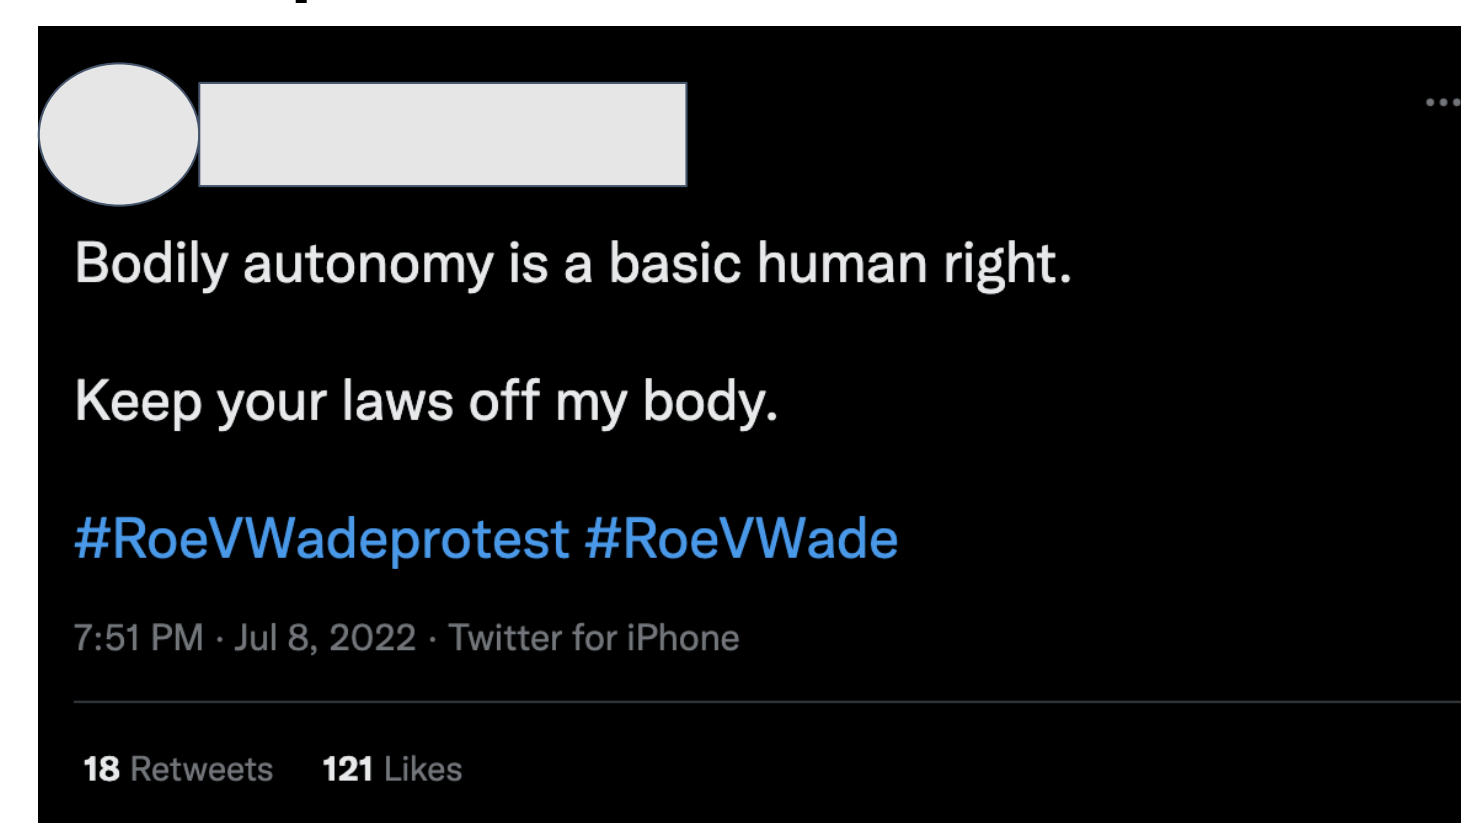 Bodily autonomy is a basic human right.
Keep your laws off my body.
#RoeVWadeprotest #RoeVWade
7:51 PM · Jul 8, 2022 · Twitter for iPhone
18 Retweets 121 Likes